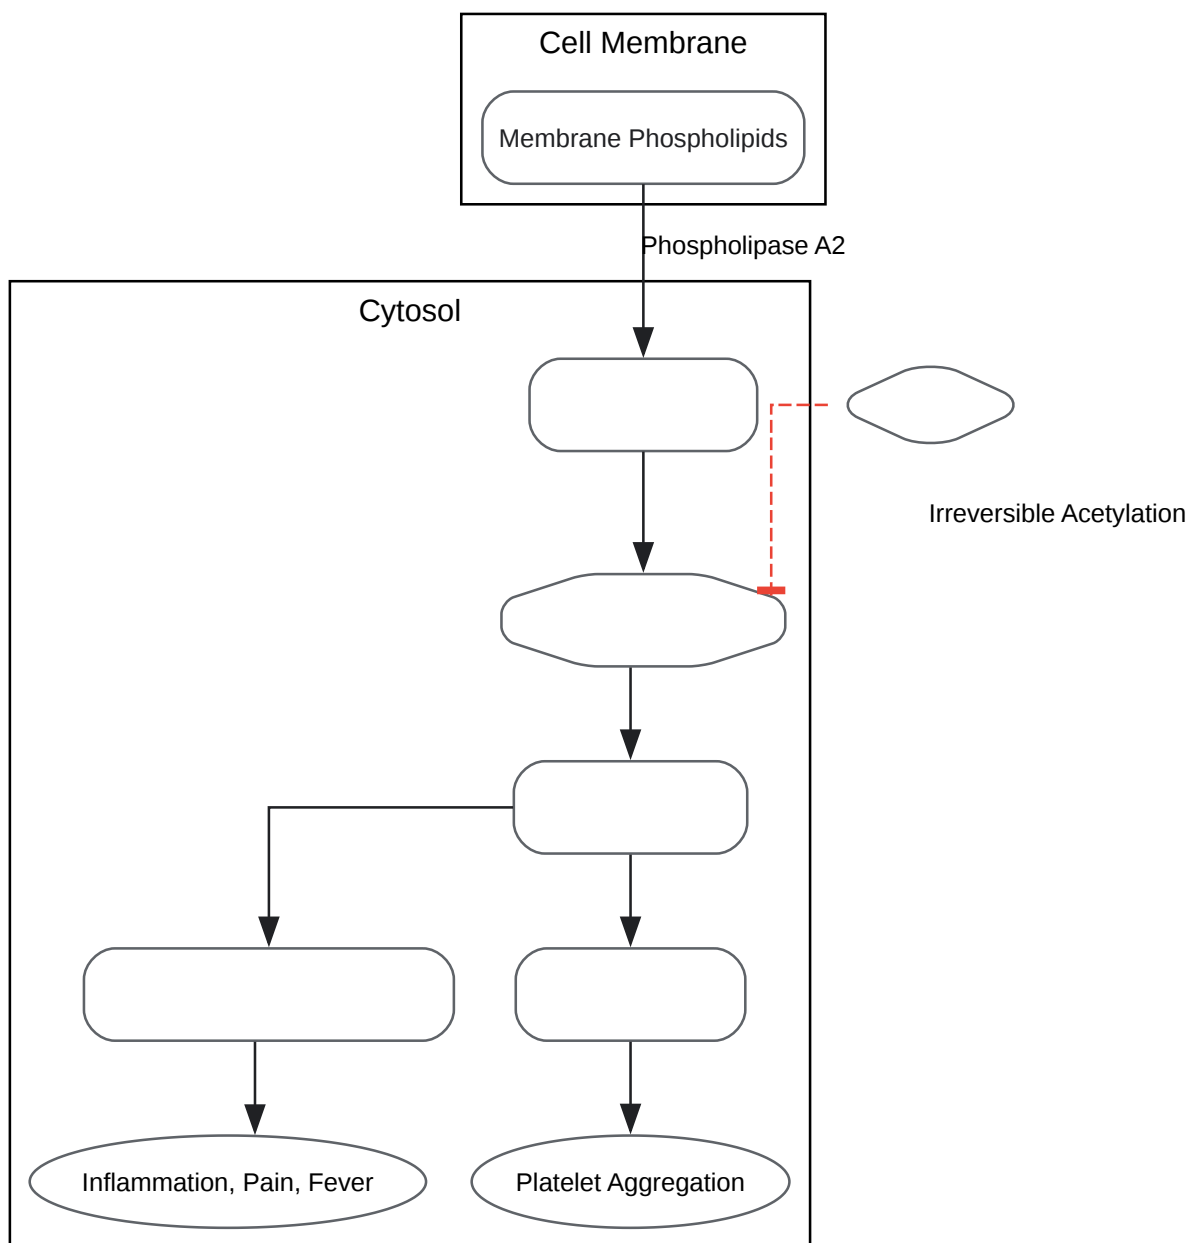 Cell Membrane
Membrane Phospholipids
Phospholipase A2
Cytosol
Irreversible Acetylation
Inflammation, Pain, Fever
Platelet Aggregation